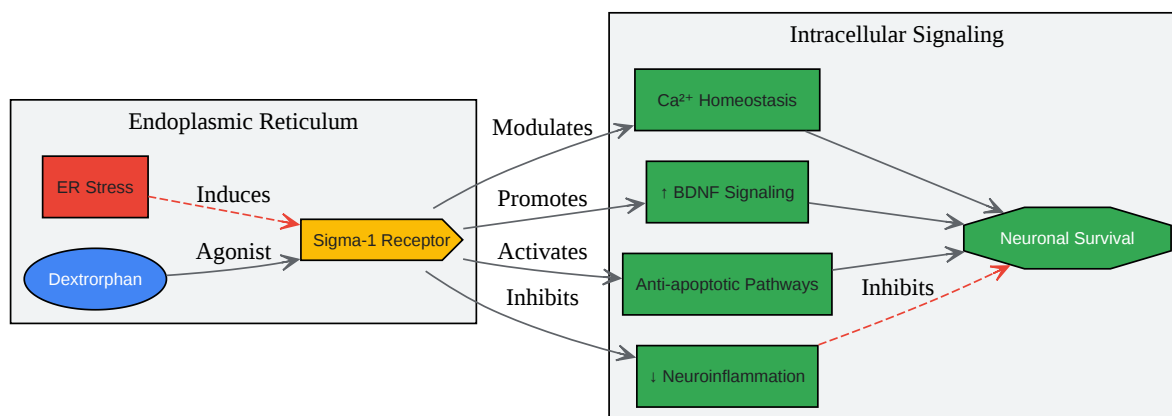 Intracellular Signaling
Endoplasmic Reticulum
ER Stress
Induces
Dextrorphan
Agonist
Sigma-1 Receptor
Modulates
Promotes
Activates
Inhibits
Ca²⁺ Homeostasis
↑ BDNF Signaling
Anti-apoptotic Pathways
↓ Neuroinflammation
Inhibits
Neuronal Survival